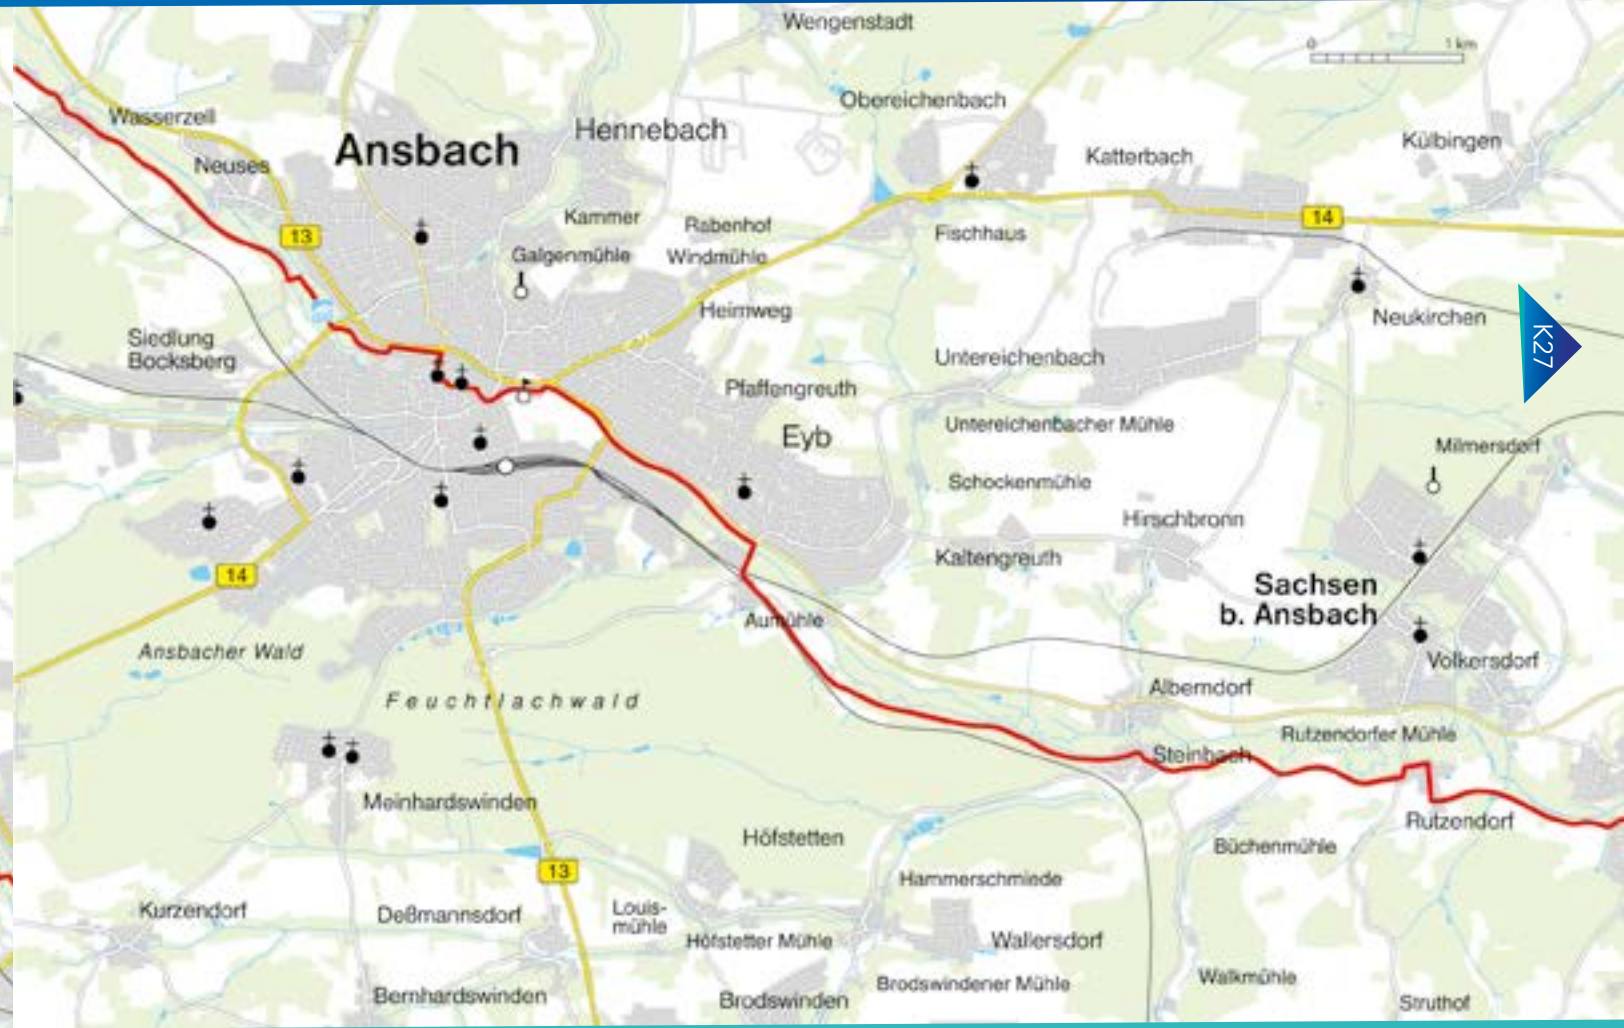 Wengenstadt
0 1 km
Obereichenbach
Wasserzell
Hennebach
Ansbach
Külbingen
Katterbach
Neuses
Kammer
14
Rabenhof
13
Fischhaus
Galgenmühle
Windmühle
Heimweg
Neukirchen
Siedlung
Bocksberg
K27
Untereichenbach
Pfaffengreuth
Untereichenbacher Mühle
Eyb
Milmersdorf
Schockenmühle
Hirschbronn
Kaltengreuth
14
Sachsen
b. Ansbach
Aumühle
Ansbacher Wald
Volkersdorf
Alberndorf
Feuchtlachwald
Rutzendorfer Mühle
Steinbach
Meinhardswinden
Rutzendorf
Höfstetten
Büchenmühle
13
Hammerschmiede
Kurzendorf
Deßmannsdorf
Louis-
mühle
Höfstetter Mühle
Wallersdorf
Walkmühle
Brodswindener Mühle
Bernhardswinden
Brodswinden
Struthof